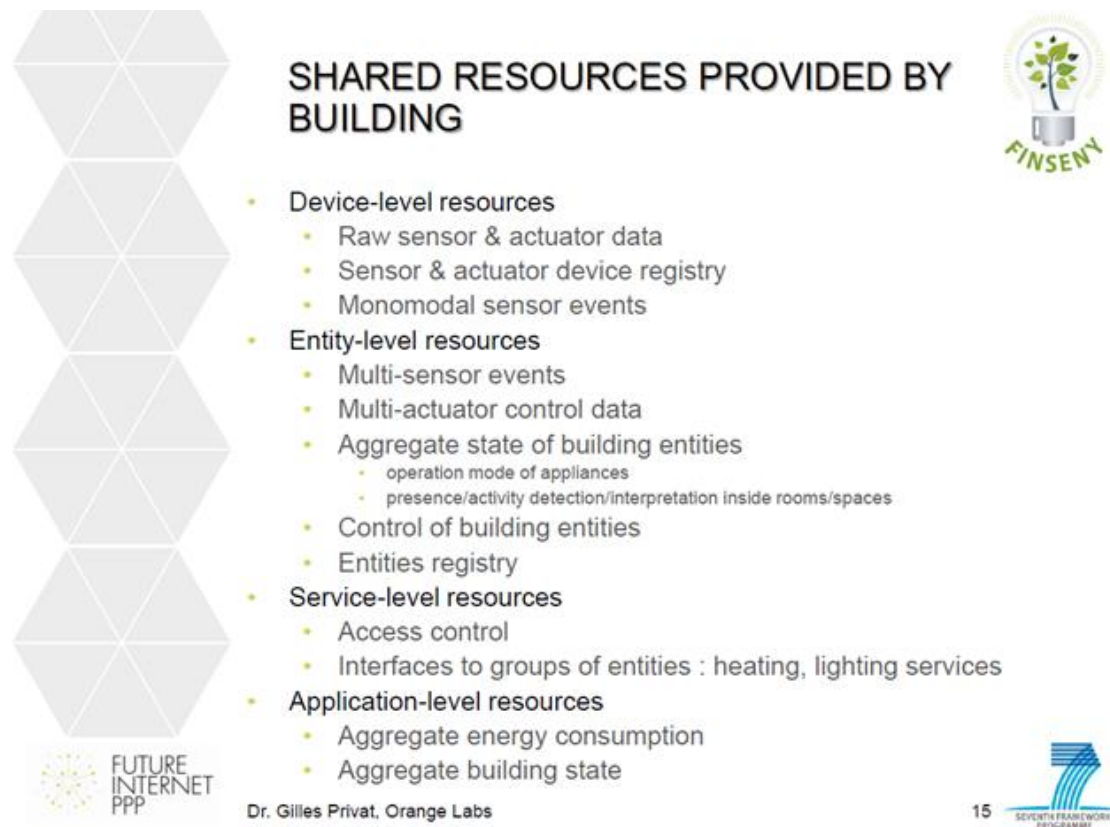 SHARED RESOURCES PROVIDED BY
BUILDING
FINSENY
• Device-level resources
• Raw sensor & actuator data
• Sensor & actuator device registry
• Monomodal sensor events
• Entity-level resources
• Multi-sensor events
• Multi-actuator control data
• Aggregate state of building entities
• operation mode of appliances
• presence/activity detection/interpretation inside rooms/spaces
• Control of building entities
• Entities registry
• Service-level resources
• Access control
• Interfaces to groups of entities : heating, lighting services
• Application-level resources
• Aggregate energy consumption
• Aggregate building state
FUTURE
INTERNET
PPP
Dr. Gilles Privat, Orange Labs
15
SEVENTH FRAMEWORK
PROGRAMME